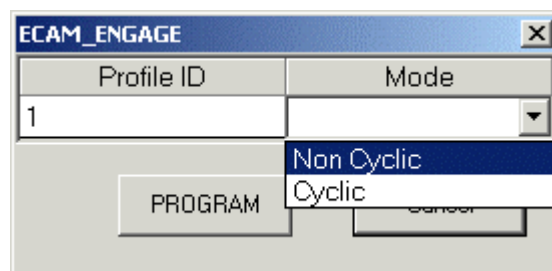 ECAM_ENGAGE
Profile ID Mode
1
Non Cyclic
Cyclic
PROGRAM